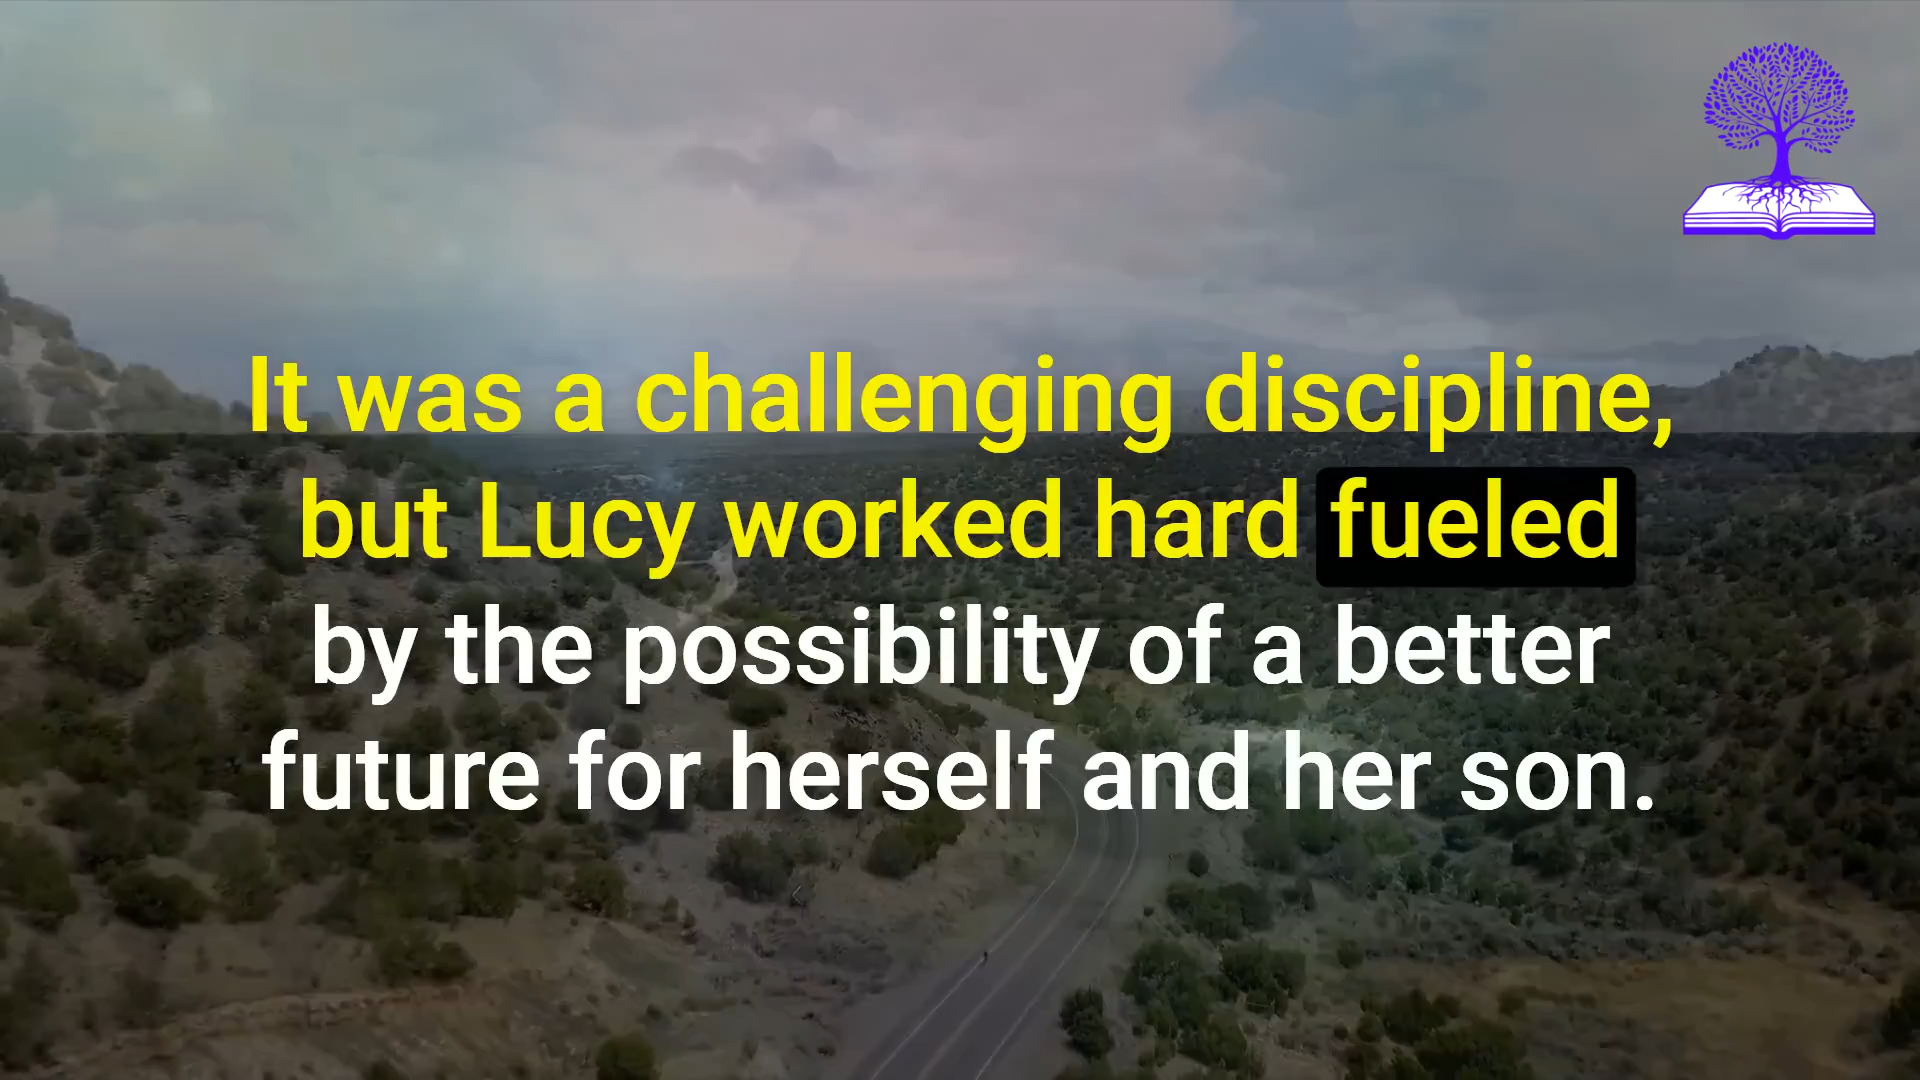 It was a challenging discipline,
but Lucy worked hard fueled
by the possibility of a better
future for herself and her son.